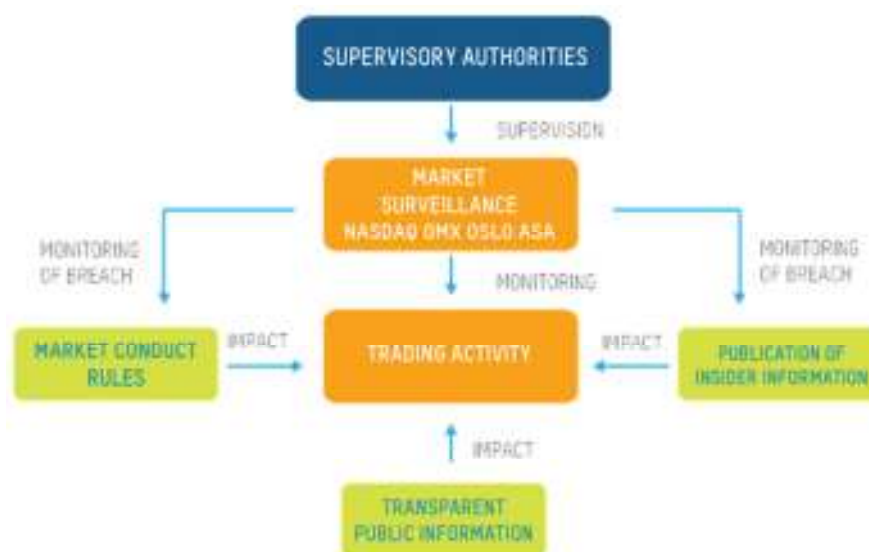 SUPERVISORY AUTHORITIES
SUPERVISION
MARKET
SURVEILLANCE
NASDAQ OMX OSLO ASA
MONITORING
OF BREACH
MONITORING
OF BREACH
MONITORING
MARKET CONDUCT
RULES
IMPACT
TRADING ACTIVITY
IMPACT
PUBLICATION OF
INSIDER INFORMATION
IMPACT
TRANSPARENT
PUBLIC INFORMATION